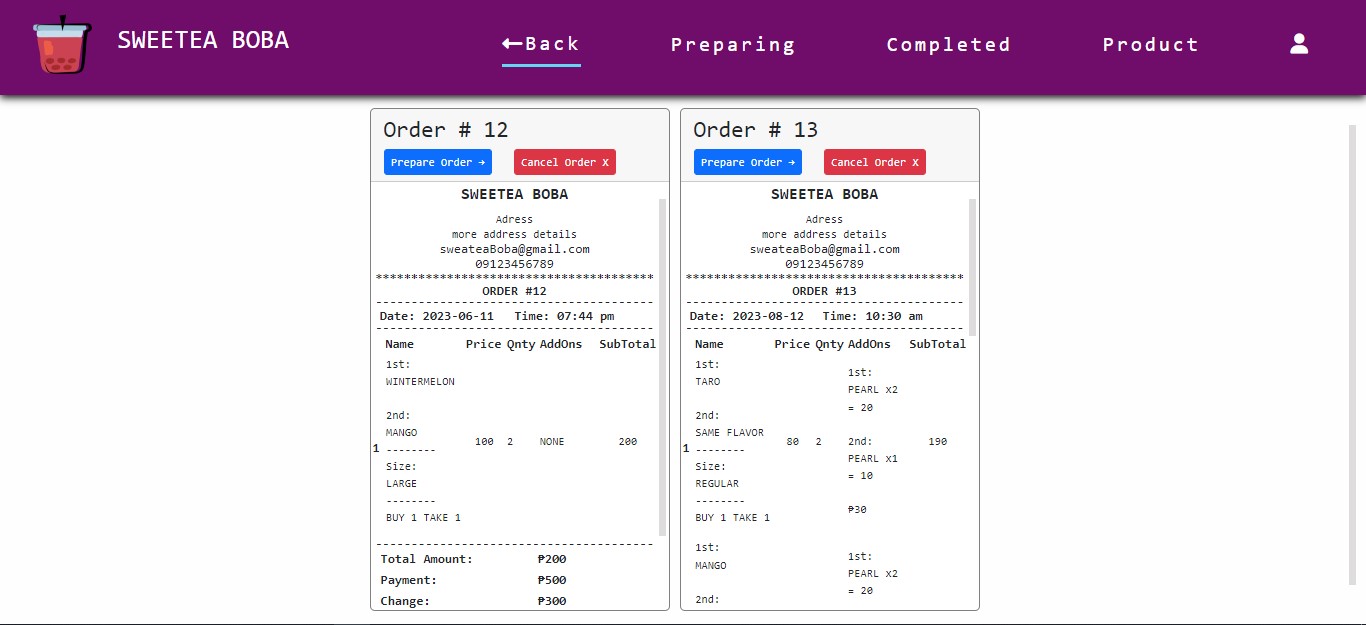 SWEETEA BOBA
←Back Preparing Completed Product
Order # 12
Prepare Order → Cancel Order X
SWEETEA BOBA
Adress
more address details
sweateaBoba@gmail.com
09123456789
***************************************
ORDER #12
---------------------------------------
Date: 2023-06-11 Time: 07:44 pm
---------------------------------------
Name Price Qnty AddOns SubTotal
1st:
WINTERMELON
2nd:
MANGO
100 2 NONE 200
1 --------
Size:
LARGE
--------
BUY 1 TAKE 1
---------------------------------------
Total Amount: ₱200
Payment: ₱500
Change: ₱300
Order # 13
Prepare Order → Cancel Order X
SWEETEA BOBA
Adress
more address details
sweateaBoba@gmail.com
09123456789
***************************************
ORDER #13
---------------------------------------
Date: 2023-08-12 Time: 10:30 am
---------------------------------------
Name Price Qnty AddOns SubTotal
1st:
TARO
2nd:
SAME FLAVOR
1 --------
Size:
REGULAR
--------
BUY 1 TAKE 1
80 2
1st:
PEARL x2
= 20
2nd:
PEARL x1
= 10
₱30
190
1st:
MANGO
2nd:
1st:
PEARL x2
= 20